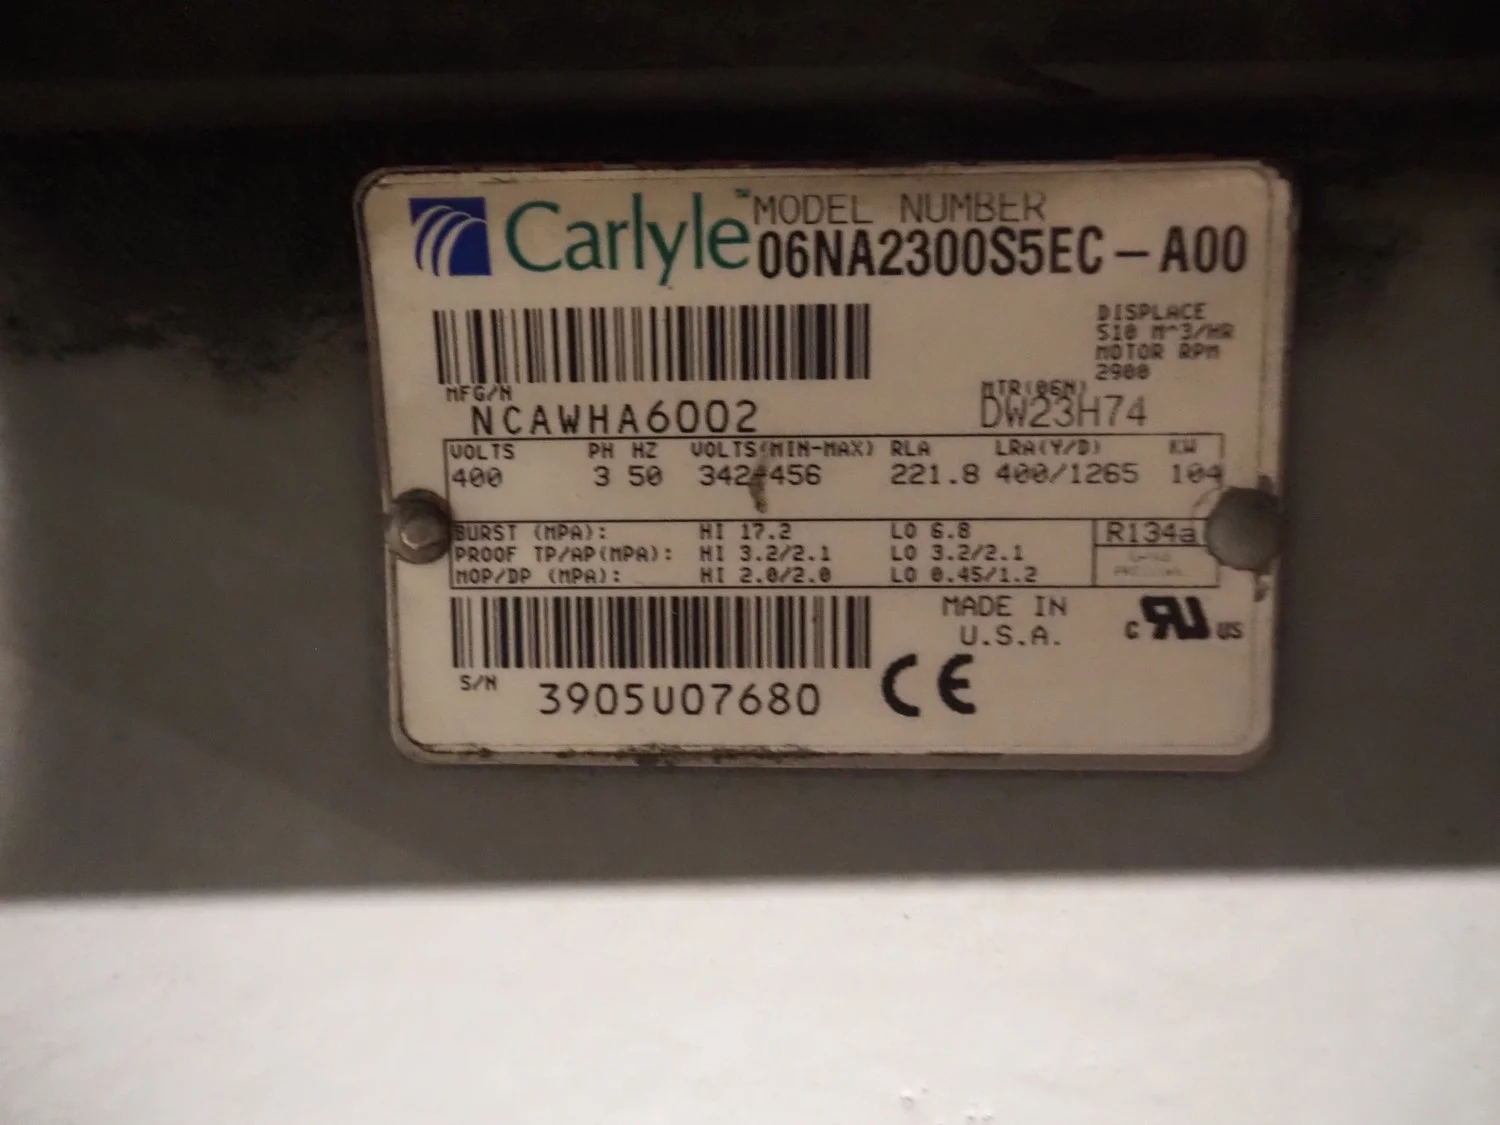 Carlyle™ MODEL NUMBER
06NA2300S5EC-A00
DISPLACE
510 M^3/HR
MOTOR RPM
2900
MFG/N
NCAWHA6002
MTR(06N)
DW23H74
VOLTS PH HZ VOLTS(MIN-MAX) RLA LRA(Y/D) KW
400 3 50 342-456 221.8 400/1265 104
BURST (MPA): HI 17.2 LO 6.8 R134a
PROOF TP/AP(MPA): HI 3.2/2.1 LO 3.2/2.1
MOP/DP (MPA): HI 2.0/2.0 LO 0.45/1.2
MADE IN
U.S.A.
C RU US
S/N
3905U07680 CE